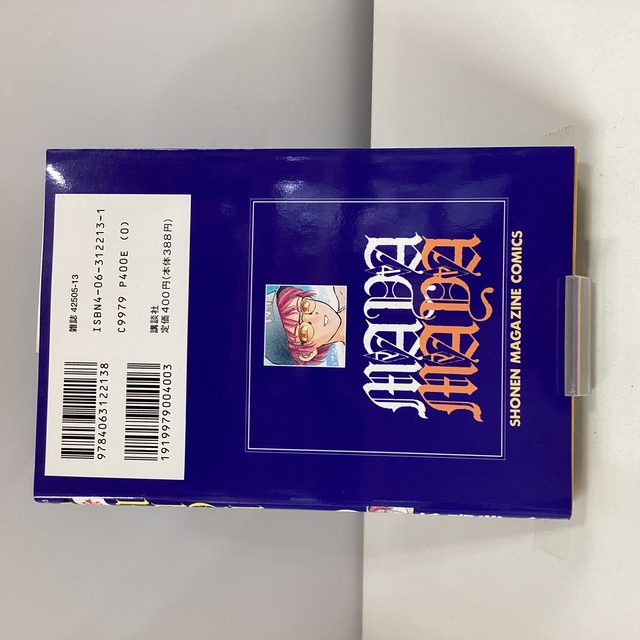 9784063122138
1919979004003
雑誌 42505-13
ISBN4-06-312213-1
C9979 P400E (0)
講談社
定価400円(本体388円)
SHONEN MAGAZINE COMICS